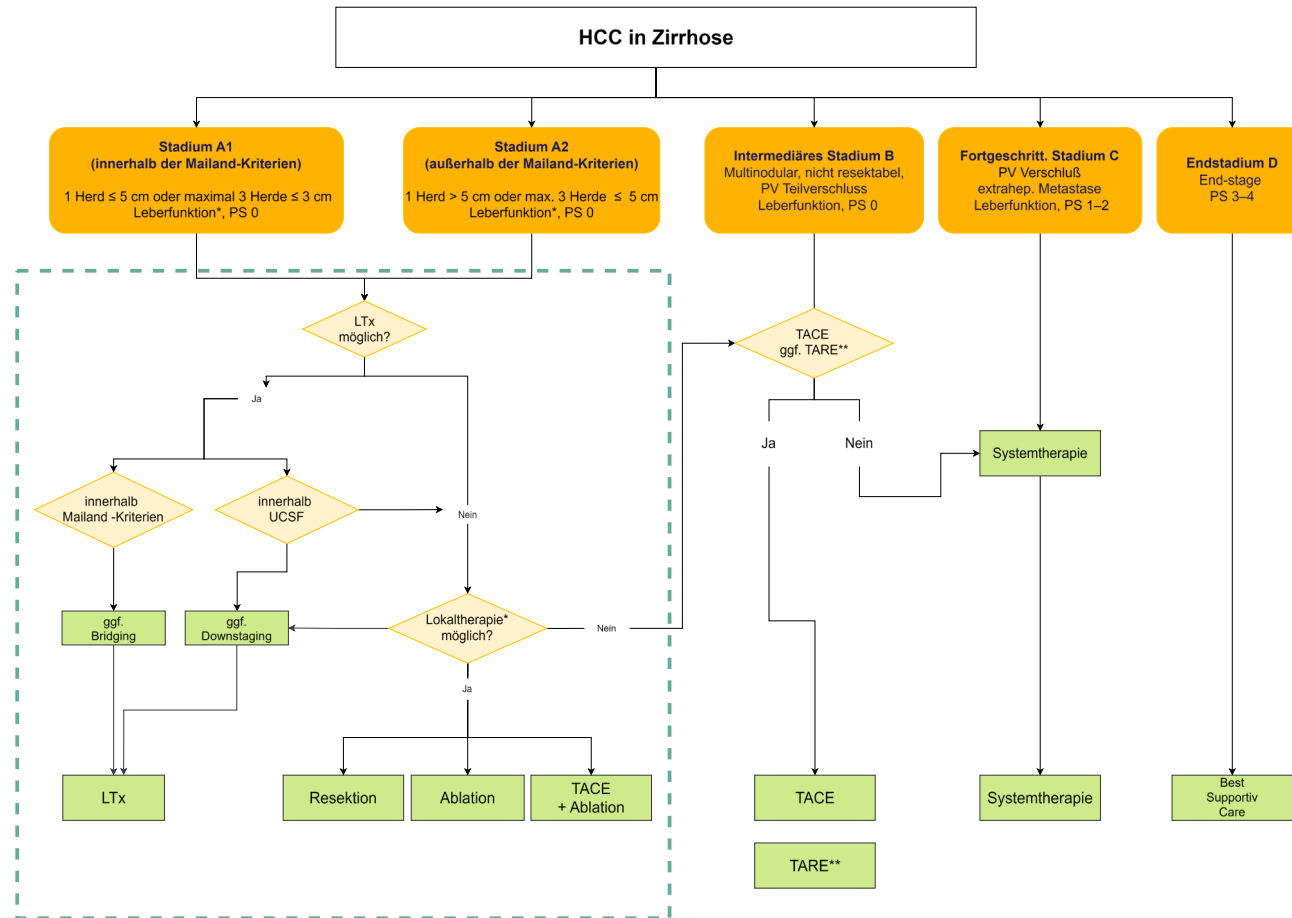 HCC in Zirrhose
Stadium A1
(innerhalb der Mailand-Kriterien)
1 Herd ≤ 5 cm oder maximal 3 Herde ≤ 3 cm
Leberfunktion*, PS 0
Stadium A2
(außerhalb der Mailand-Kriterien)
1 Herd > 5 cm oder max. 3 Herde ≤ 5 cm
Leberfunktion*, PS 0
Intermediäres Stadium B
Multinodular, nicht resektabel,
PV Teilverschluss
Leberfunktion, PS 0
Fortgeschritt. Stadium C
PV Verschluß
extrahep. Metastase
Leberfunktion, PS 1–2
Endstadium D
End-stage
PS 3–4
LTx
möglich?
TACE
ggf. TARE**
Ja
Ja
Nein
Systemtherapie
innerhalb
Mailand -Kriterien
innerhalb
UCSF
Nein
ggf.
Bridging
ggf.
Downstaging
Lokaltherapie*
möglich?
Nein
Ja
LTx
Resektion
Ablation
TACE
+ Ablation
TACE
Systemtherapie
Best
Supportiv
Care
TARE**